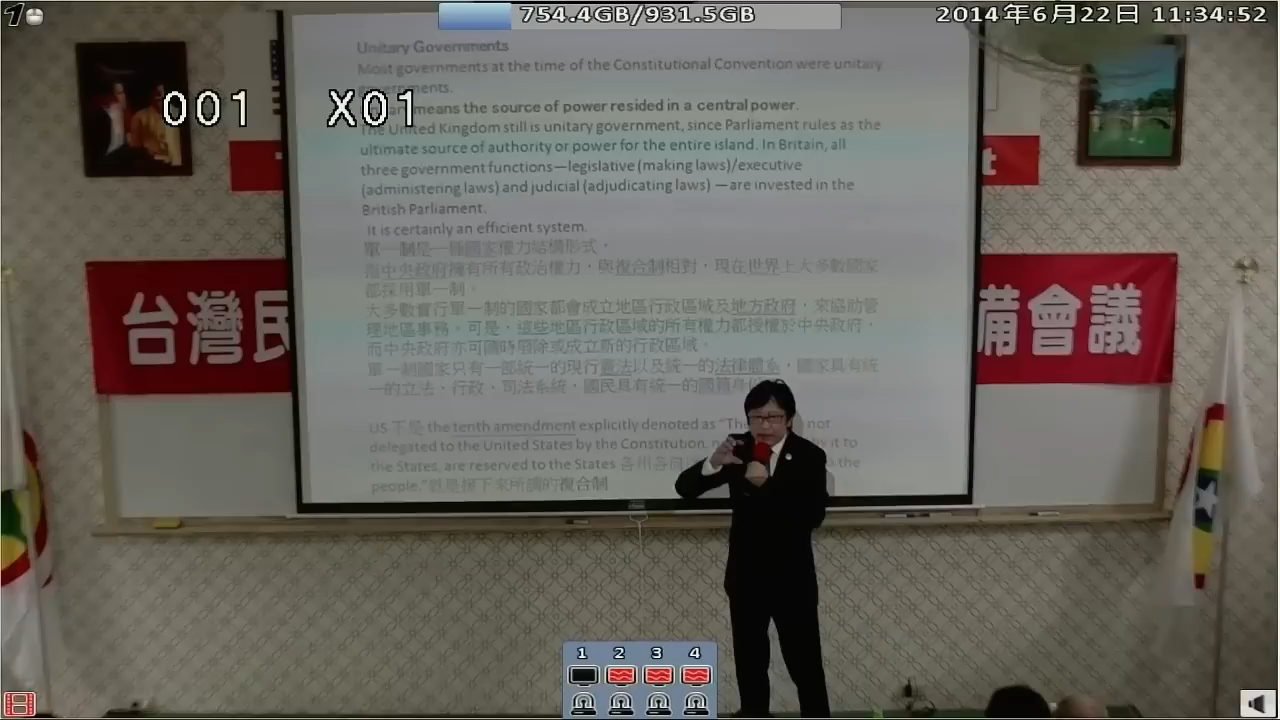 754.4GB/931.5GB
2014年6月22日 11:34:52
001 X01
Unitary Governments
Most governments at the time of the Constitutional Convention were unitary
means the source of power resided in a central power.
The United Kingdom still is unitary government, since Parliament rules as the
ultimate source of authority or power for the entire island. In Britain, all
three government functions—legislative (making laws)/executive
(administering laws) and judicial (adjudicating laws) —are invested in the
British Parliament.
It is certainly an efficient system.
單一制是一種國家權力結構形式，
指中央政府擁有所有政治權力，與複合制相對，現在世界上大多數國家
都採用單一制。
大多數實行單一制的國家都會成立地區行政區域及地方政府，來協助管
理地區事務。可是，這些地區行政區域的所有權力都授權於中央政府，
而中央政府亦可隨時廢除或成立新的行政區域。
單一制國家只有一部統一的現行憲法以及統一的法律體系，國家具有統
一的立法、行政、司法系統，國民具有統一的國籍身
US 不是 the tenth amendment explicitly denoted as "The not
delegated to the United States by the Constitution, by it to
the States, are reserved to the States 各州各 the
people."就是接下來所講的複合制
t
台灣民
備會議
1 2 3 4